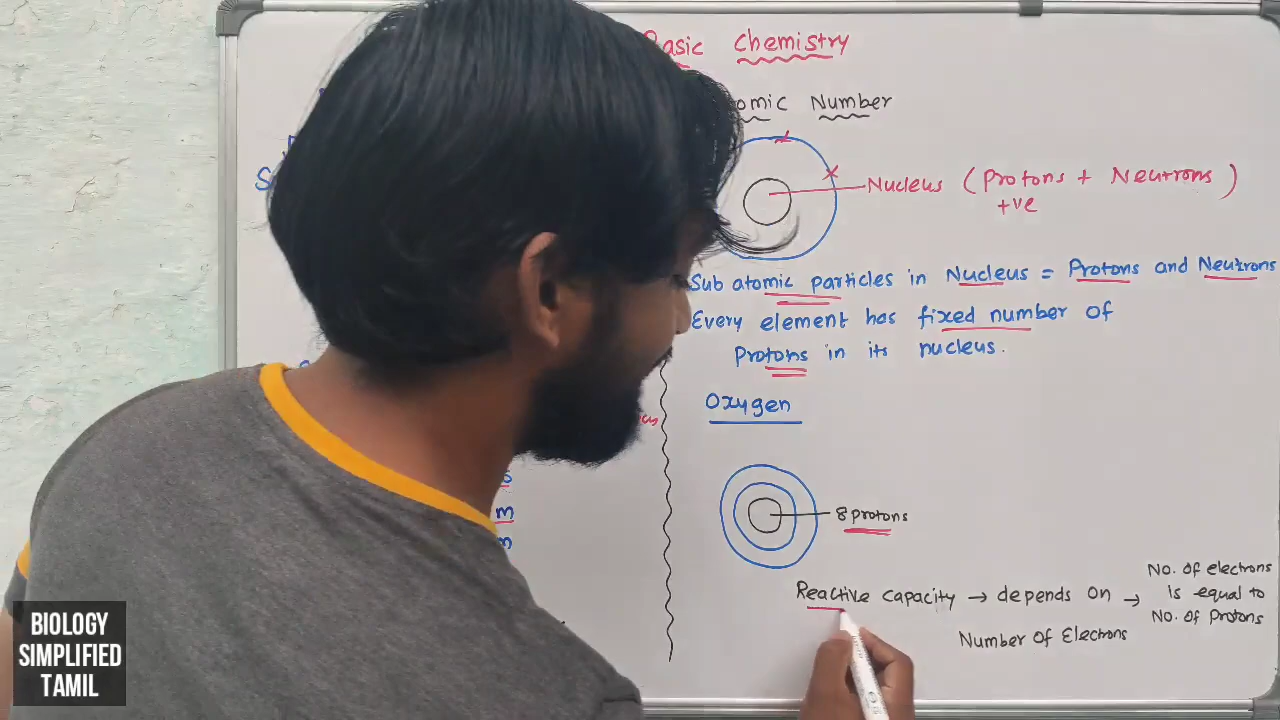 Basic Chemistry
Number
Nucleus (Protons + Neutrons)
+ve
Sub atomic particles in Nucleus = Protons and Neutrons
Every element has fixed number of
Protons in its nucleus.
Oxygen
8 protons
No. of electrons
Reactive capacity → depends on → is equal to
No. of Protons
Number of Electrons
BIOLOGY
SIMPLIFIED
TAMIL